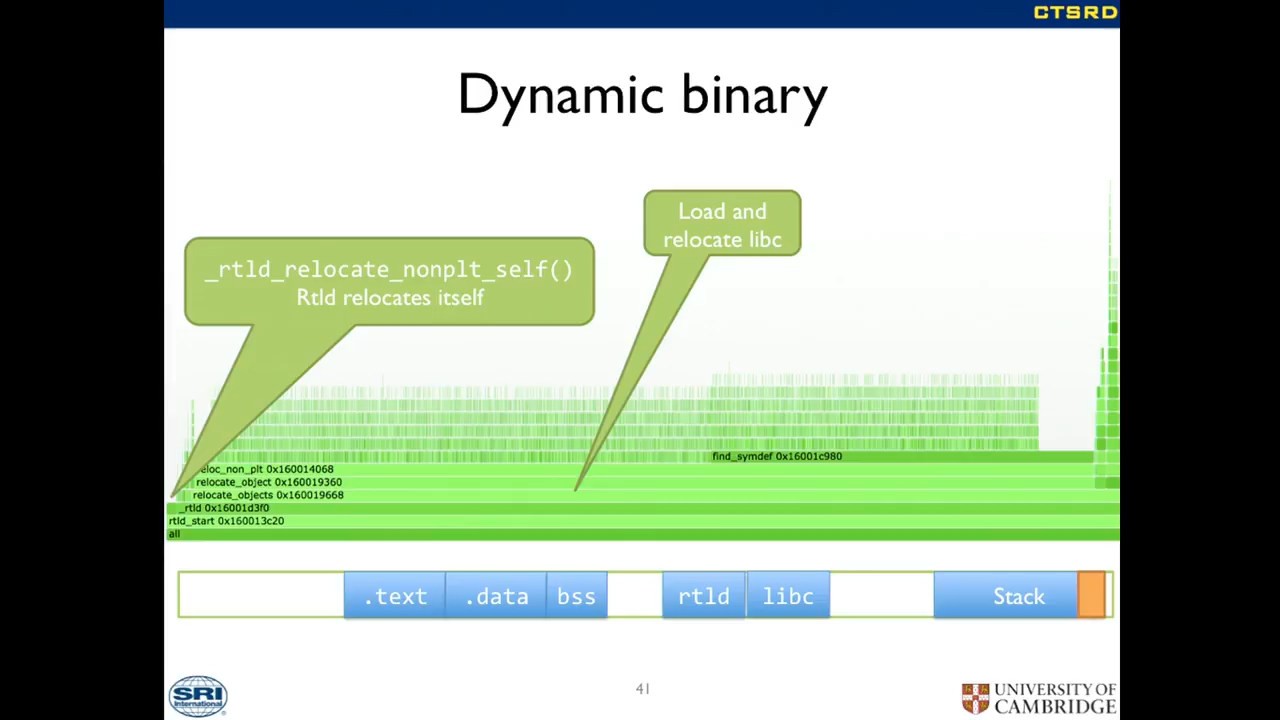 CTSRD
Dynamic binary
Load and
relocate libc
_rtld_relocate_nonplt_self()
Rtld relocates itself
find_symdef 0x16001c980
reloc_non_plt 0x160014068
relocate_object 0x160019360
relocate_objects 0x160019668
_rtld 0x16001d3f0
rtld_start 0x160013c20
all
.text .data bss rtld libc Stack
SRI
International
41
UNIVERSITY OF
CAMBRIDGE